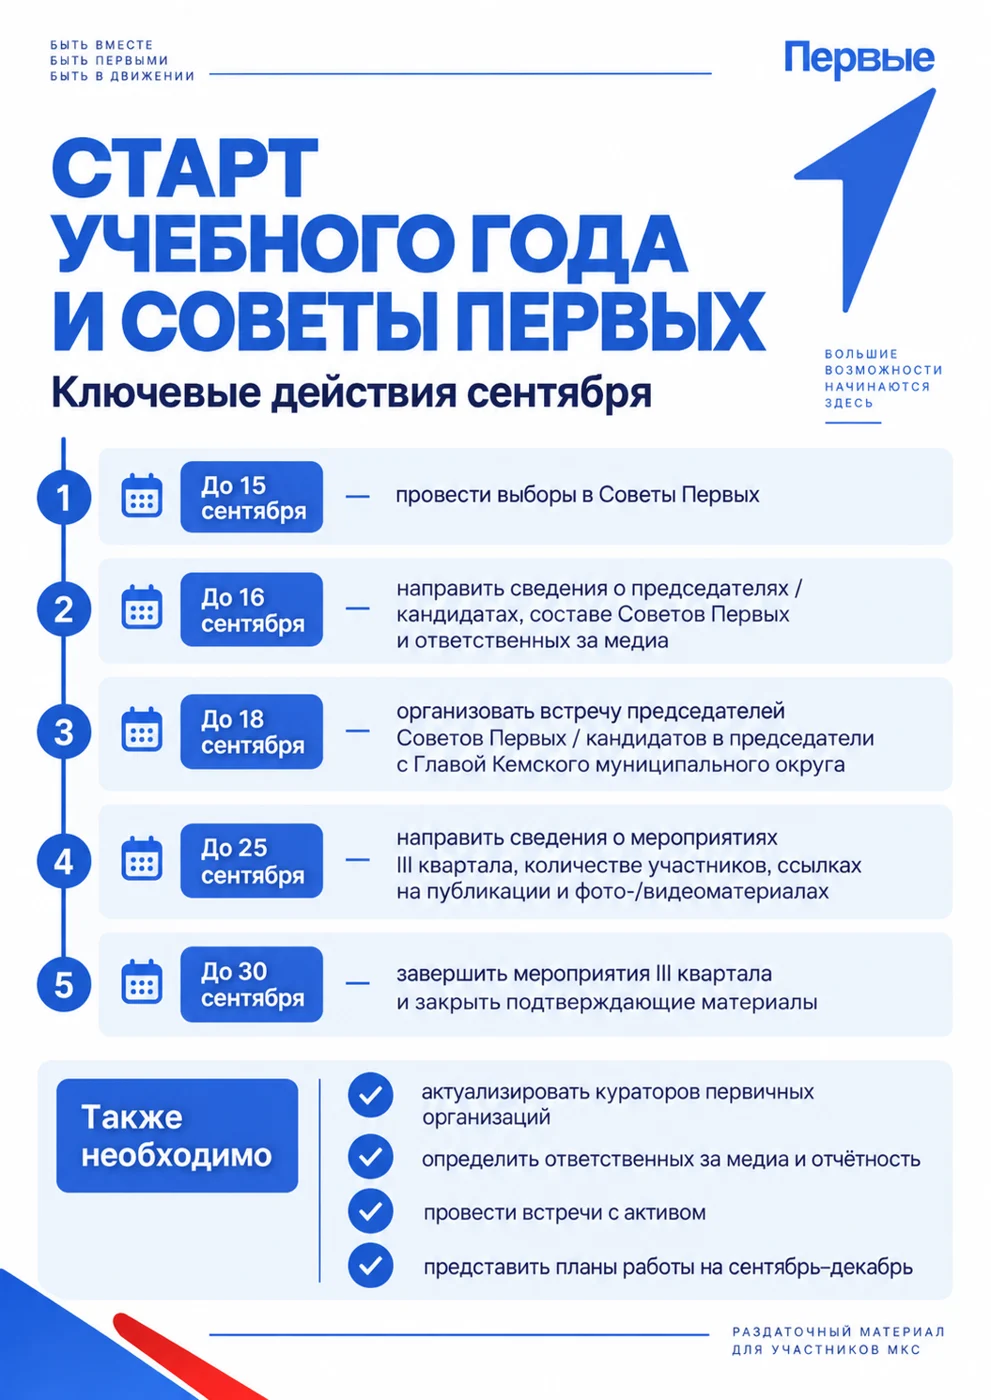 БЫТЬ ВМЕСТЕ
БЫТЬ ПЕРВЫМИ
БЫТЬ В ДВИЖЕНИИ
Первые
СТАРТ
УЧЕБНОГО ГОДА
И СОВЕТЫ ПЕРВЫХ
Ключевые действия сентября
БОЛЬШИЕ
ВОЗМОЖНОСТИ
НАЧИНАЮТСЯ
ЗДЕСЬ
1
До 15
сентября
—
провести выборы в Советы Первых
2
До 16
сентября
—
направить сведения о председателях /
кандидатах, составе Советов Первых
и ответственных за медиа
3
До 18
сентября
—
организовать встречу председателей
Советов Первых / кандидатов в председатели
с Главой Кемского муниципального округа
4
До 25
сентября
—
направить сведения о мероприятиях
III квартала, количестве участников, ссылках
на публикации и фото-/видеоматериалах
5
До 30
сентября
—
завершить мероприятия III квартала
и закрыть подтверждающие материалы
Также
необходимо
актуализировать кураторов первичных
организаций
определить ответственных за медиа и отчётность
провести встречи с активом
представить планы работы на сентябрь–декабрь
РАЗДАТОЧНЫЙ МАТЕРИАЛ
ДЛЯ УЧАСТНИКОВ МКС